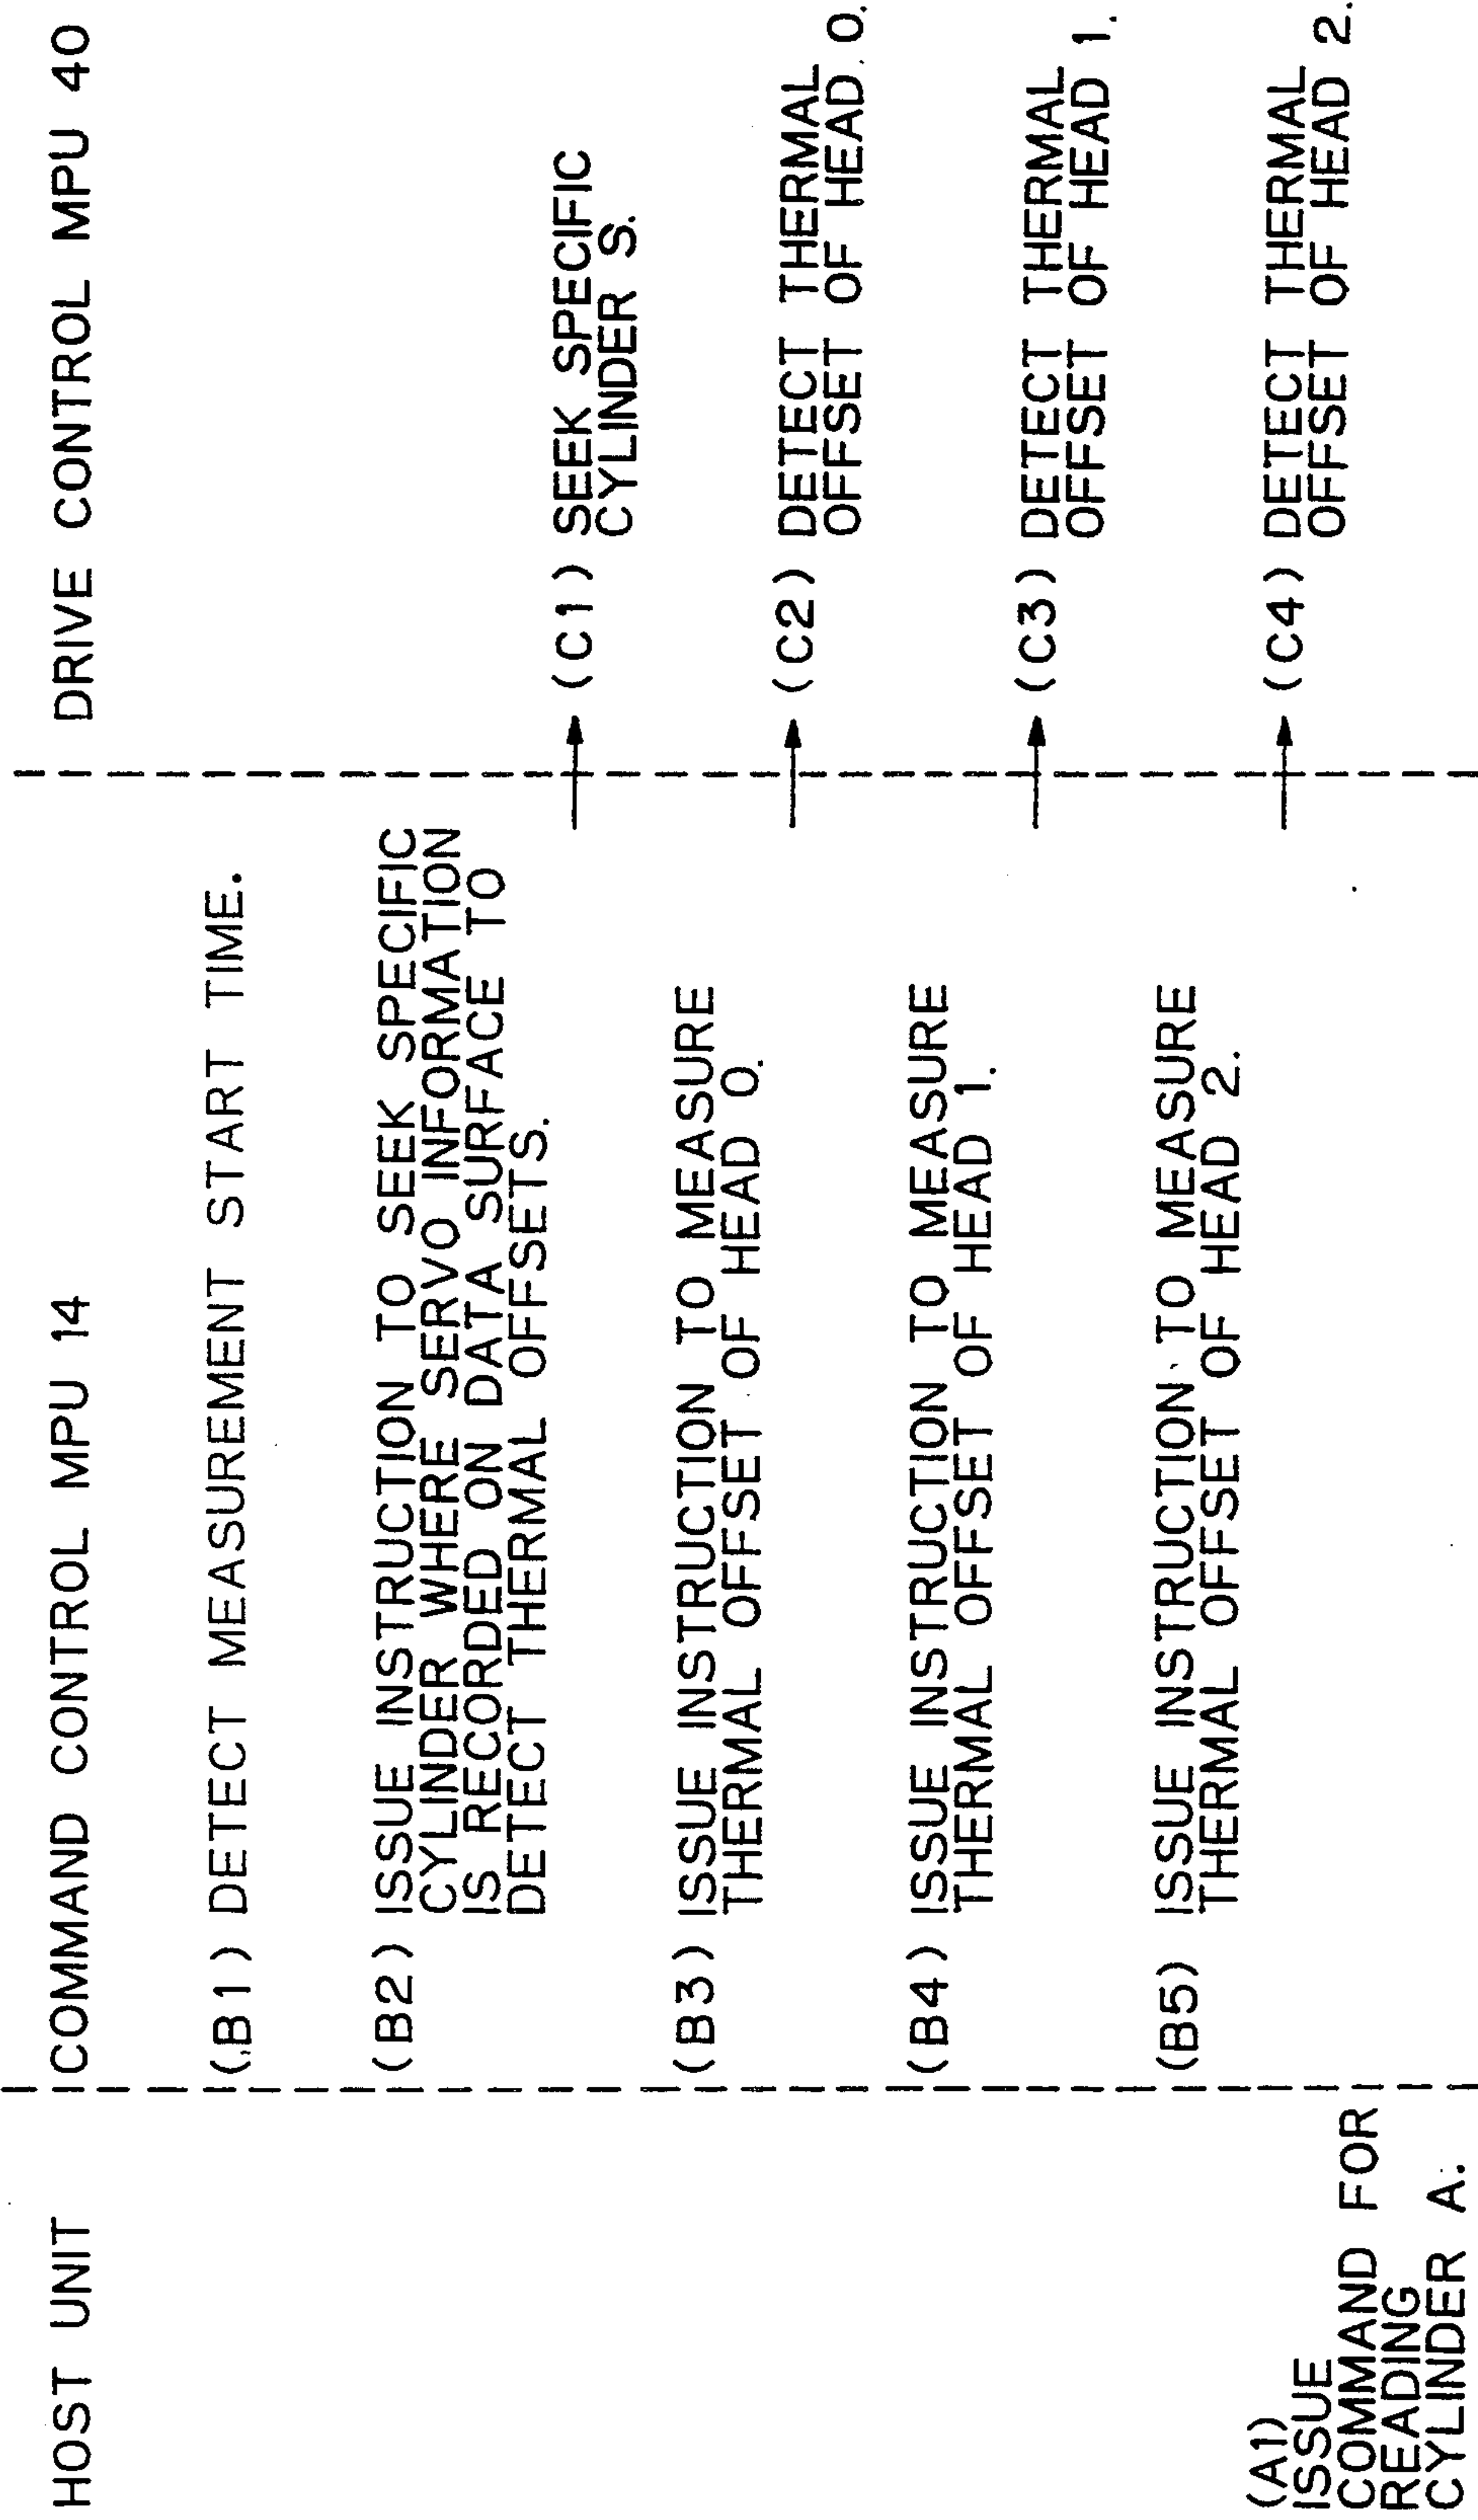 HOST UNIT
COMMAND CONTROL MPU 14
DRIVE CONTROL MPU 40
(B1) DETECT MEASUREMENT START TIME.
(B2) ISSUE INSTRUCTION TO SEEK SPECIFIC
CYLINDER WHERE SERVO INFORMATION
IS RECORDED ON DATA SURFACE TO
DETECT THERMAL OFFSETS.
(C1) SEEK SPECIFIC
CYLINDER S.
(B3) ISSUE INSTRUCTION TO MEASURE
THERMAL OFFSET OF HEAD 0.
(C2) DETECT THERMAL
OFFSET OF HEAD 0.
(B4) ISSUE INSTRUCTION TO MEASURE
THERMAL OFFSET OF HEAD 1.
(C3) DETECT THERMAL
OFFSET OF HEAD 1.
(B5) ISSUE INSTRUCTION TO MEASURE
THERMAL OFFSET OF HEAD 2.
(C4) DETECT THERMAL
OFFSET OF HEAD 2.
(A1)
ISSUE
COMMAND FOR
READING
CYLINDER A.